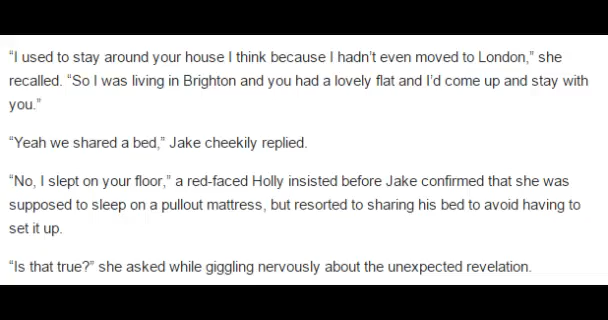 “I used to stay around your house I think because I hadn’t even moved to London,” she
recalled. “So I was living in Brighton and you had a lovely flat and I’d come up and stay with
you.”
“Yeah we shared a bed,” Jake cheekily replied.
“No, I slept on your floor,” a red-faced Holly insisted before Jake confirmed that she was
supposed to sleep on a pullout mattress, but resorted to sharing his bed to avoid having to
set it up.
“Is that true?” she asked while giggling nervously about the unexpected revelation.